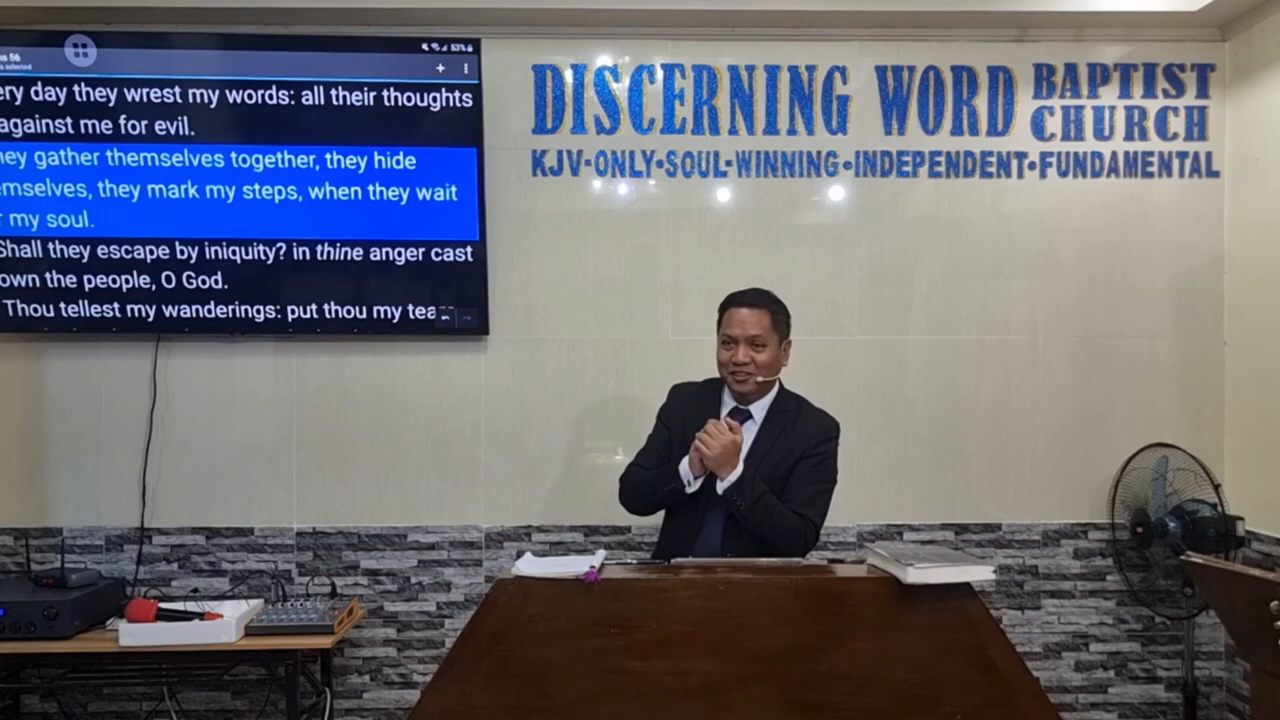 53%
ery day they wrest my words: all their thoughts
against me for evil.
ey gather themselves together, they hide
mselves, they mark my steps, when they wait
my soul.
Shall they escape by iniquity? in thine anger cast
own the people, O God.
Thou tellest my wanderings: put thou my tea
DISCERNING WORD BAPTIST CHURCH
KJV-ONLY•SOUL-WINNING•INDEPENDENT•FUNDAMENTAL